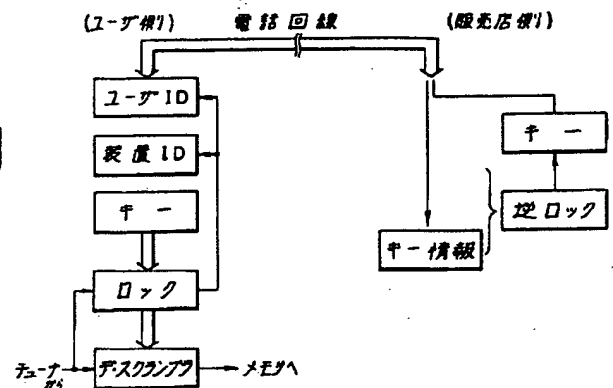 (ユーザ側) 電話回線 (販売店側)
ユーザID
装置ID
キー
ロック
チューナから
ディスクランブラ
メモリへ
キー
逆ロック
キー情報